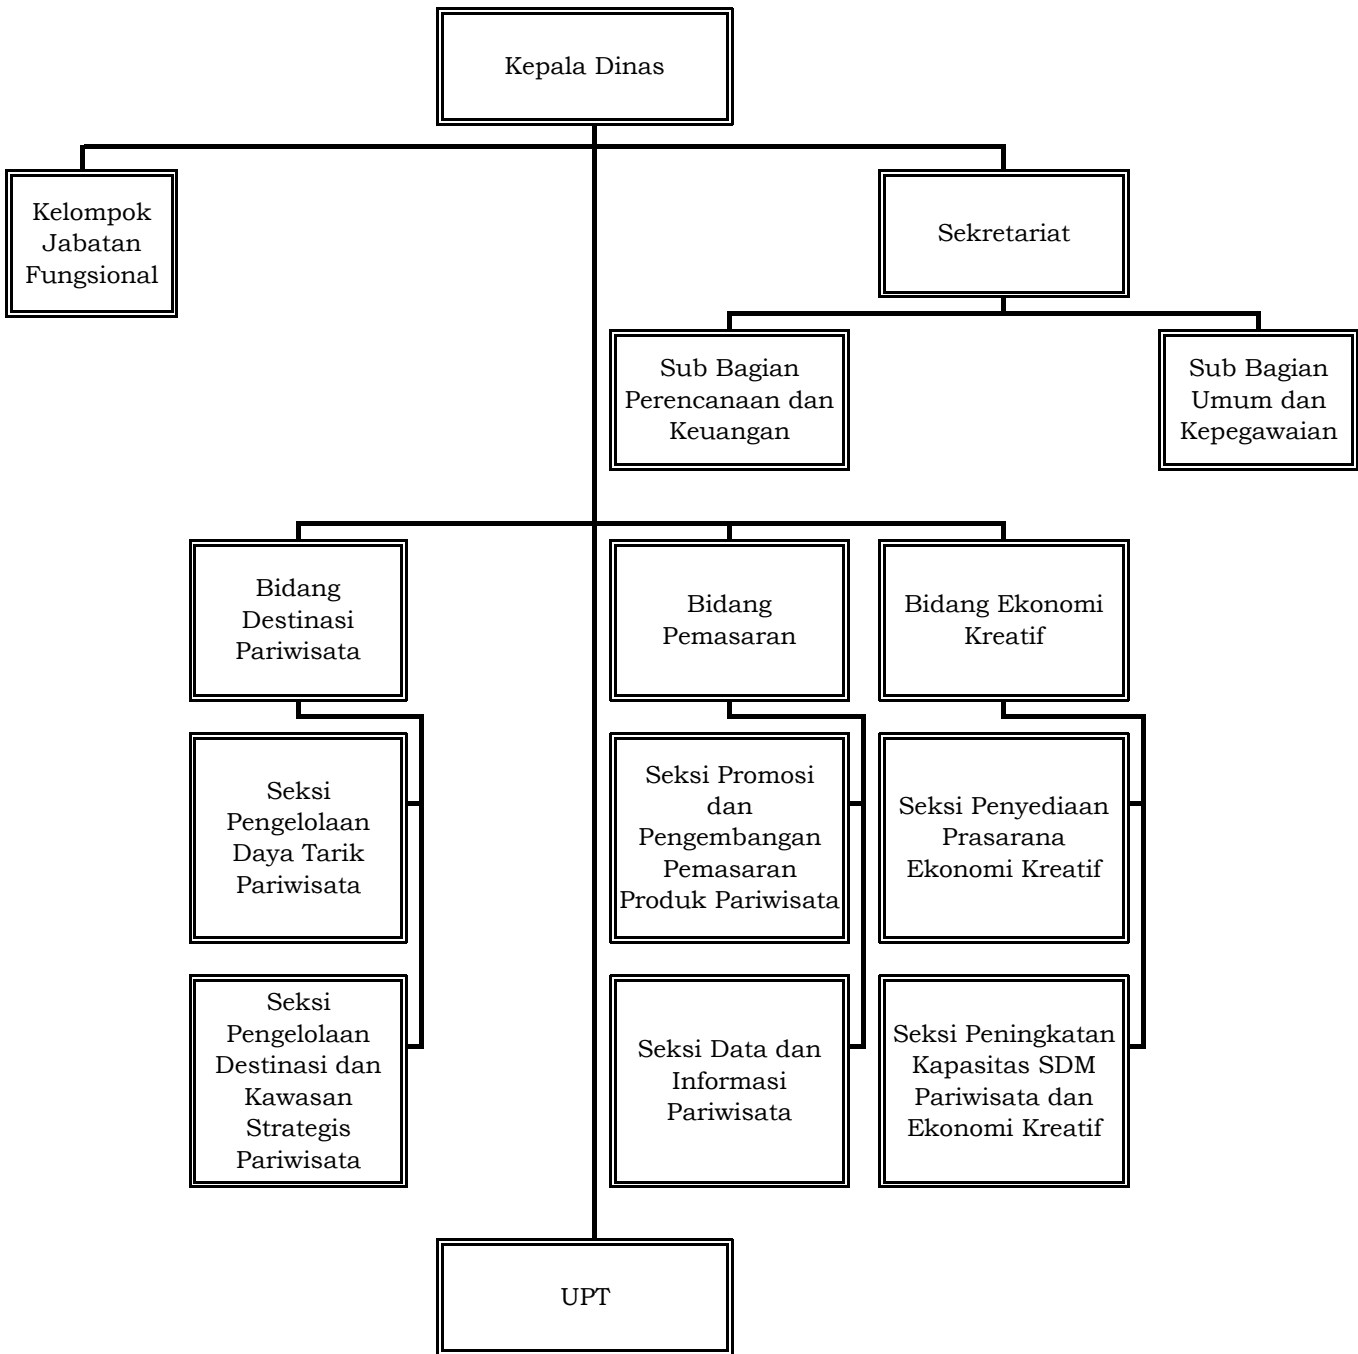 Kepala Dinas
Kelompok
Jabatan
Fungsional
Sekretariat
Sub Bagian
Perencanaan dan
Keuangan
Sub Bagian
Umum dan
Kepegawaian
Bidang
Destinasi
Pariwisata
Bidang
Pemasaran
Bidang Ekonomi
Kreatif
Seksi
Pengelolaan
Daya Tarik
Pariwisata
Seksi Promosi
dan
Pengembangan
Pemasaran
Produk Pariwisata
Seksi Penyediaan
Prasarana
Ekonomi Kreatif
Seksi
Pengelolaan
Destinasi dan
Kawasan
Strategis
Pariwisata
Seksi Data dan
Informasi
Pariwisata
Seksi Peningkatan
Kapasitas SDM
Pariwisata dan
Ekonomi Kreatif
UPT